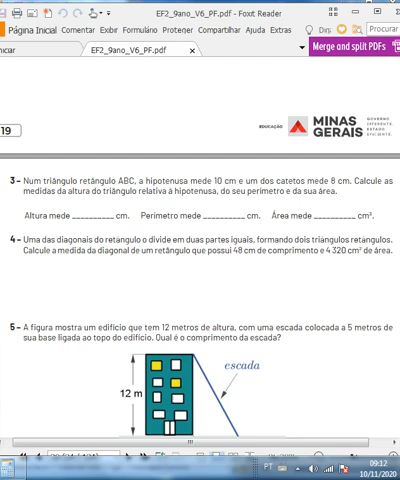 EF2_9ano_V6_PF.pdf - Foxit Reader
Página Inicial Comentar Exibir Formulário Proteger Compartilhar Ajuda Extras Procurar
EF2_9ano_V6_PF.pdf x Merge and split PDFs
19 EDUCAÇÃO MINAS GERAIS GOVERNO DIFERENTE. ESTADO EFICIENTE.
3 - Num triângulo retângulo ABC, a hipotenusa mede 10 cm e um dos catetos mede 8 cm. Calcule as
medidas da altura do triângulo relativa à hipotenusa, do seu perímetro e da sua área.
Altura mede __________ cm. Perímetro mede __________ cm. Área mede __________ cm².
4 - Uma das diagonais do retângulo o divide em duas partes iguais, formando dois triângulos retângulos.
Calcule a medida da diagonal de um retângulo que possui 48 cm de comprimento e 4 320 cm² de área.
5 - A figura mostra um edifício que tem 12 metros de altura, com uma escada colocada a 5 metros de
sua base ligada ao topo do edifício. Qual é o comprimento da escada?
escada
12 m
PT 09:12
10/11/2020